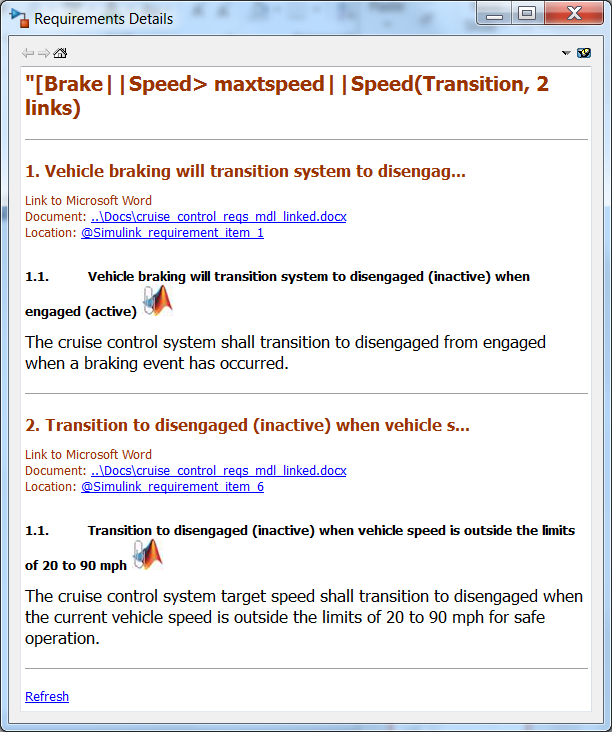 Requirements Details
"[Brake||Speed> maxtspeed||Speed(Transition, 2
links)
1. Vehicle braking will transition system to disengag...
Link to Microsoft Word
Document: ..\Docs\cruise_control_reqs_mdl_linked.docx
Location: @Simulink_requirement_item_1
1.1. Vehicle braking will transition system to disengaged (inactive) when
engaged (active)
The cruise control system shall transition to disengaged from engaged
when a braking event has occurred.
2. Transition to disengaged (inactive) when vehicle s...
Link to Microsoft Word
Document: ..\Docs\cruise_control_reqs_mdl_linked.docx
Location: @Simulink_requirement_item_6
1.1. Transition to disengaged (inactive) when vehicle speed is outside the limits
of 20 to 90 mph
The cruise control system target speed shall transition to disengaged when
the current vehicle speed is outside the limits of 20 to 90 mph for safe
operation.
Refresh